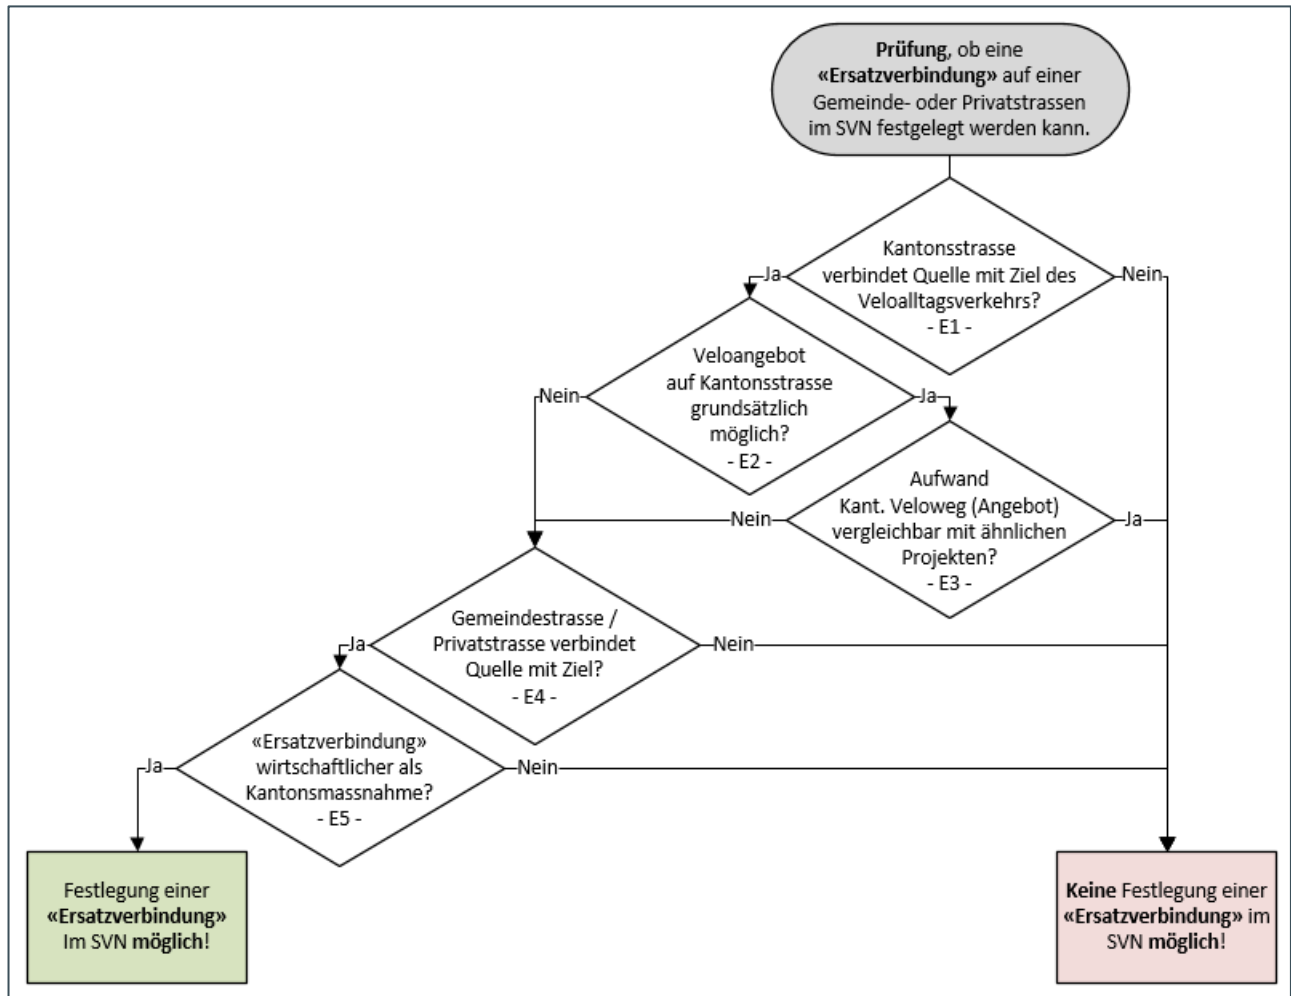 Prüfung, ob eine
«Ersatzverbindung» auf einer
Gemeinde- oder Privatstrassen
im SVN festgelegt werden kann.
Kantonsstrasse
verbindet Quelle mit Ziel des
Veloalltagsverkehrs?
- E1 -
Ja
Nein
Veloangebot
auf Kantonsstrasse
grundsätzlich
möglich?
- E2 -
Nein
Ja
Aufwand
Kant. Veloweg (Angebot)
vergleichbar mit ähnlichen
Projekten?
- E3 -
Nein
Ja
Gemeindestrasse /
Privatstrasse verbindet
Quelle mit Ziel?
- E4 -
Ja
Nein
«Ersatzverbindung»
wirtschaftlicher als
Kantonsmassnahme?
- E5 -
Ja
Nein
Festlegung einer
«Ersatzverbindung»
Im SVN möglich!
Keine Festlegung einer
«Ersatzverbindung» im
SVN möglich!